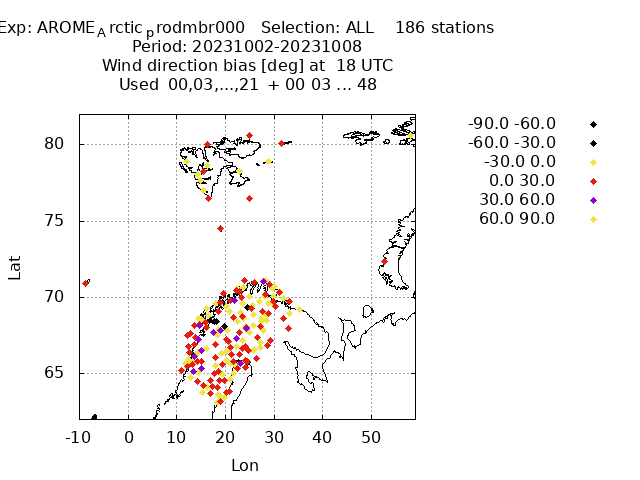 Exp: AROME_Arctic_prodmbr000   Selection: ALL    186 stations
Period: 20231002-20231008
Wind direction bias [deg] at  18 UTC
Used  00,03,...,21  + 00 03 ... 48
-90.0 -60.0
-60.0 -30.0
-30.0 0.0
0.0 30.0
30.0 60.0
60.0 90.0
80
75
70
65
Lat
-10 0 10 20 30 40 50
Lon